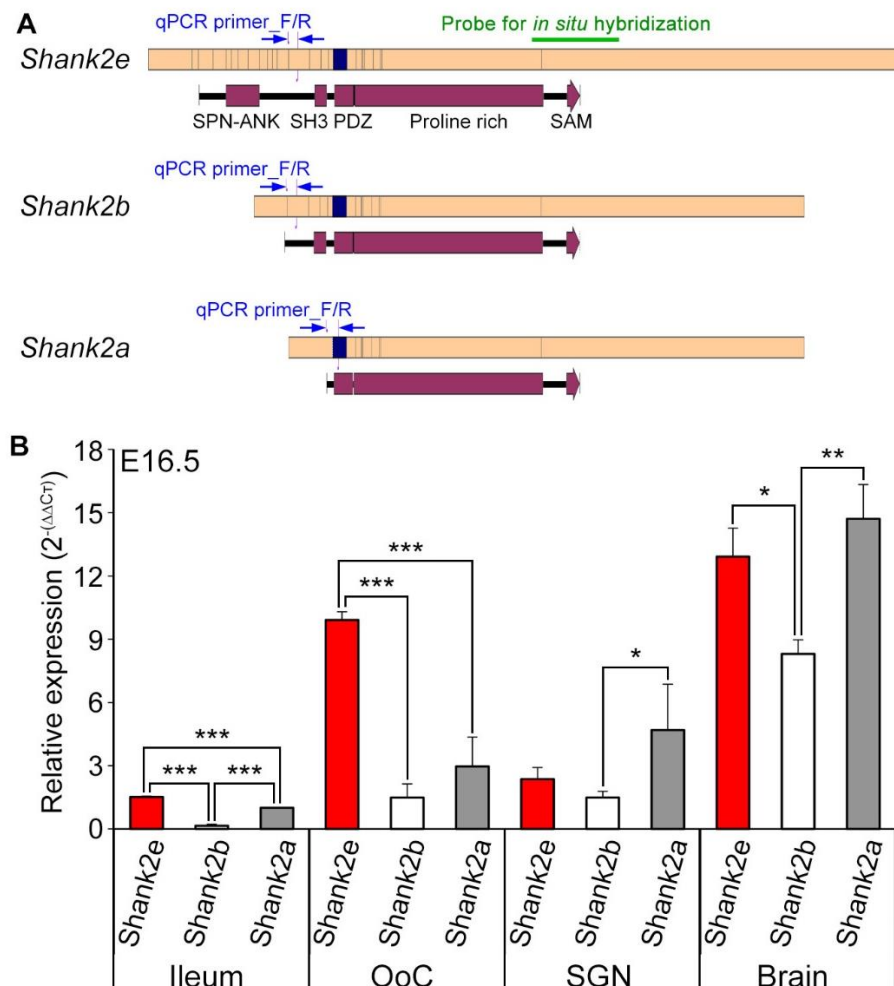 A
qPCR primer_F/R
Probe for in situ hybridization
Shank2e
SPN-ANK SH3 PDZ Proline rich SAM
qPCR primer_F/R
Shank2b
qPCR primer_F/R
Shank2a
B
E16.5
Relative expression (2-(ΔΔCT))
18
15
12
9
6
3
0
*** *** ***
*** ***
*
* **
Shank2e Shank2b Shank2a Shank2e Shank2b Shank2a Shank2e Shank2b Shank2a Shank2e Shank2b Shank2a
Ileum OoC SGN Brain